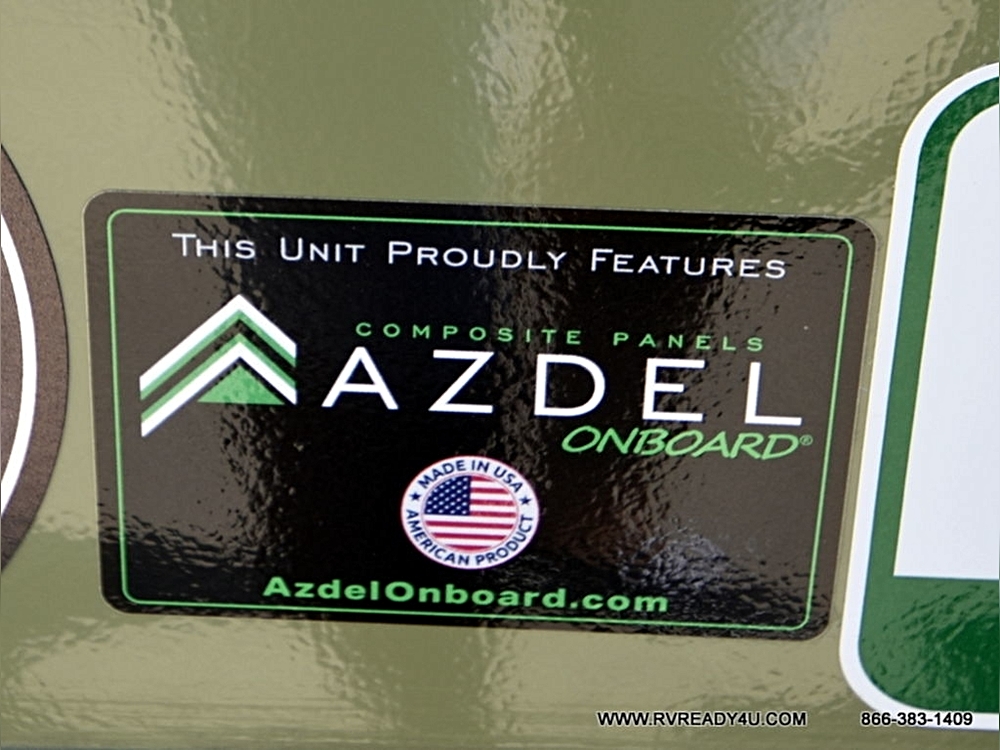 THIS UNIT PROUDLY FEATURES
COMPOSITE PANELS
AZDEL
ONBOARD®
MADE IN USA
AMERICAN PRODUCT
AzdelOnboard.com
WWW.RVREADY4U.COM 866-383-1409